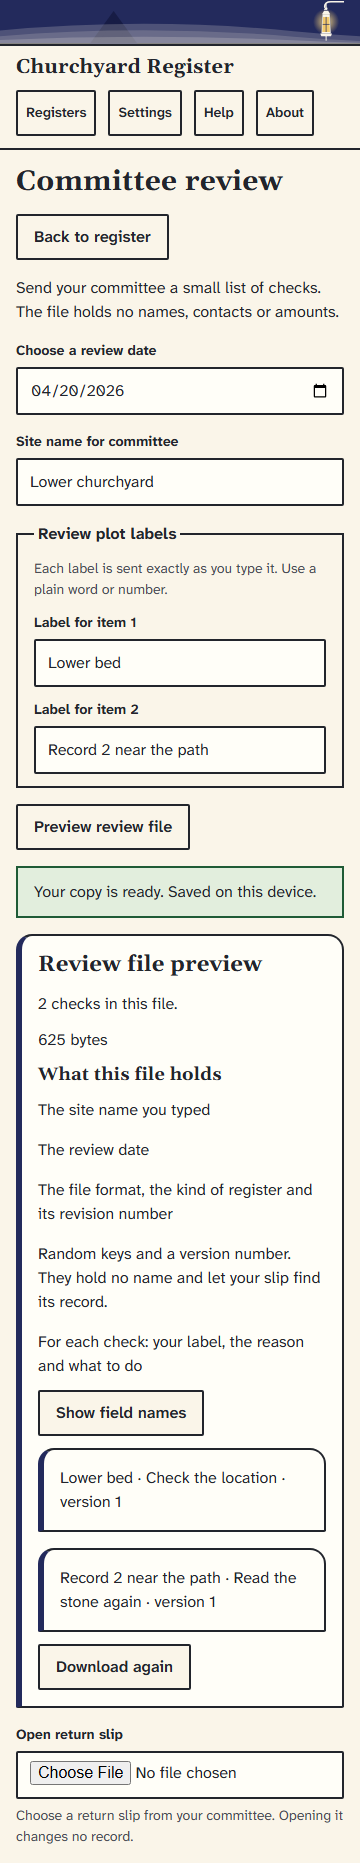 Churchyard Register
Registers
Settings
Help
About
Committee review
Back to register
Send your committee a small list of checks.
The file holds no names, contacts or amounts.
Choose a review date
04/20/2026
Site name for committee
Lower churchyard
Review plot labels
Each label is sent exactly as you type it. Use a
plain word or number.
Label for item 1
Lower bed
Label for item 2
Record 2 near the path
Preview review file
Your copy is ready. Saved on this device.
Review file preview
2 checks in this file.
625 bytes
What this file holds
The site name you typed
The review date
The file format, the kind of register and
its revision number
Random keys and a version number.
They hold no name and let your slip find
its record.
For each check: your label, the reason
and what to do
Show field names
Lower bed · Check the location ·
version 1
Record 2 near the path · Read the
stone again · version 1
Download again
Open return slip
Choose File No file chosen
Choose a return slip from your committee. Opening it
changes no record.